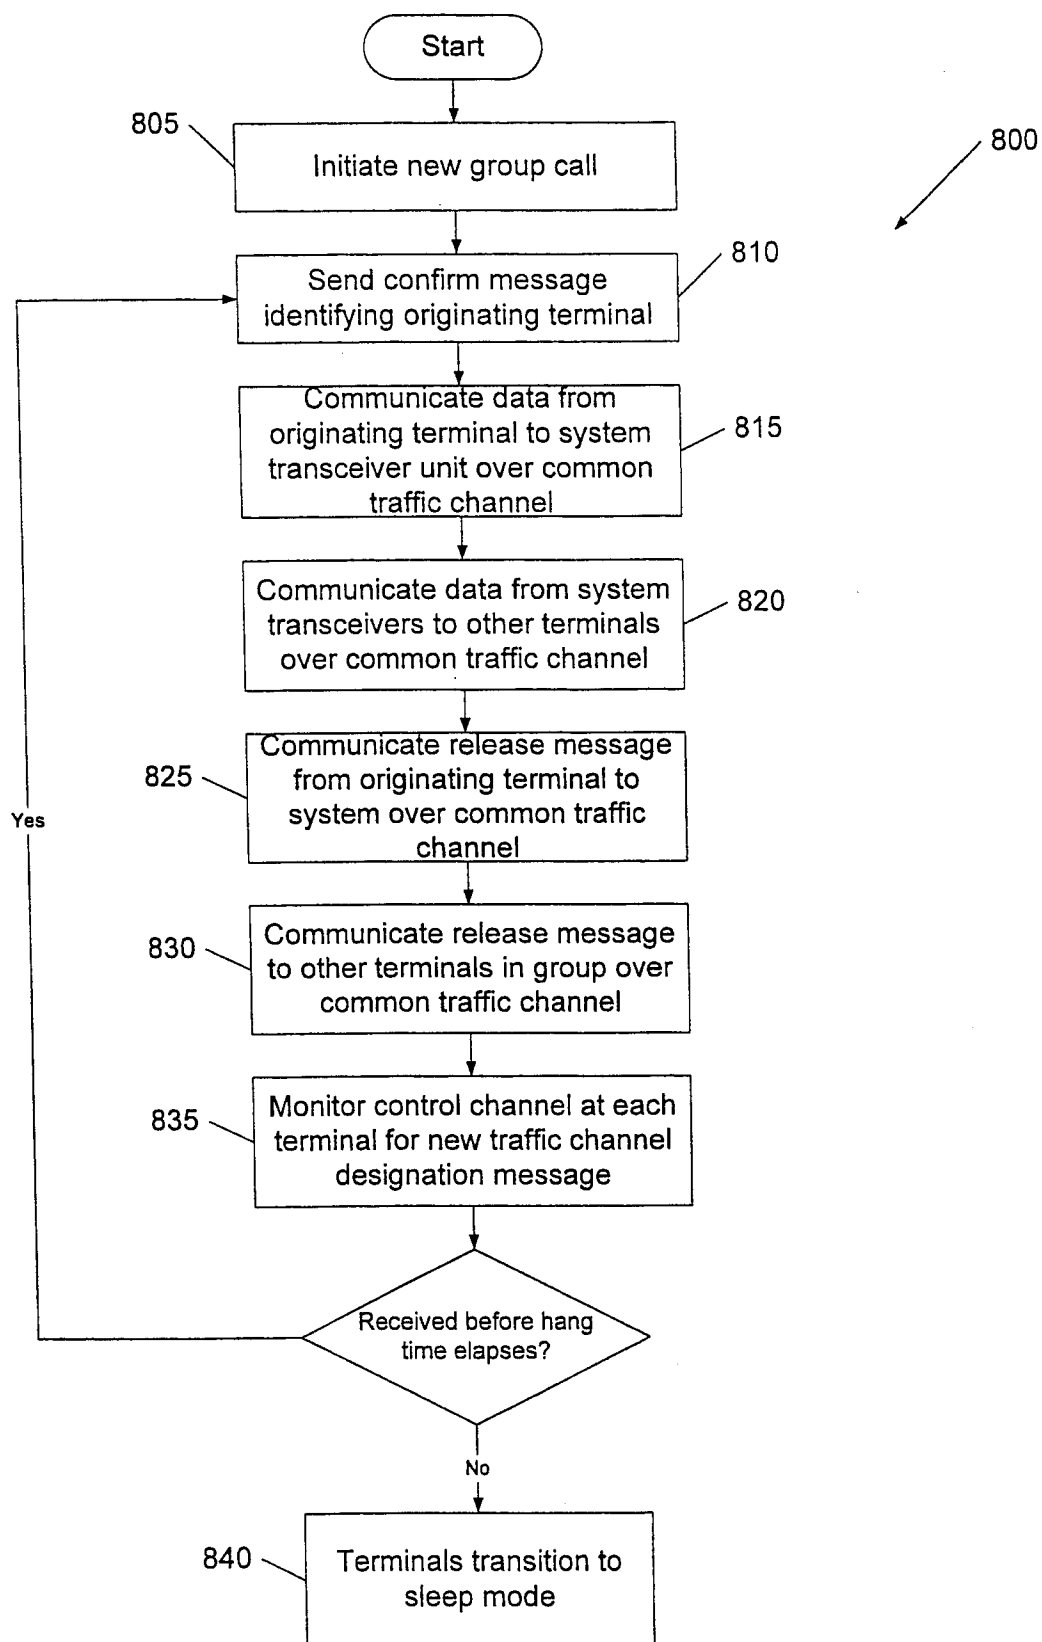 Start
805
Initiate new group call
800
810
Send confirm message
identifying originating terminal
Communicate data from
originating terminal to system
transceiver unit over common
traffic channel
815
Communicate data from system
transceivers to other terminals
over common traffic channel
820
825
Communicate release message
from originating terminal to
system over common traffic
channel
Yes
830
Communicate release message
to other terminals in group over
common traffic channel
835
Monitor control channel at each
terminal for new traffic channel
designation message
Received before hang
time elapses?
No
840
Terminals transition to
sleep mode